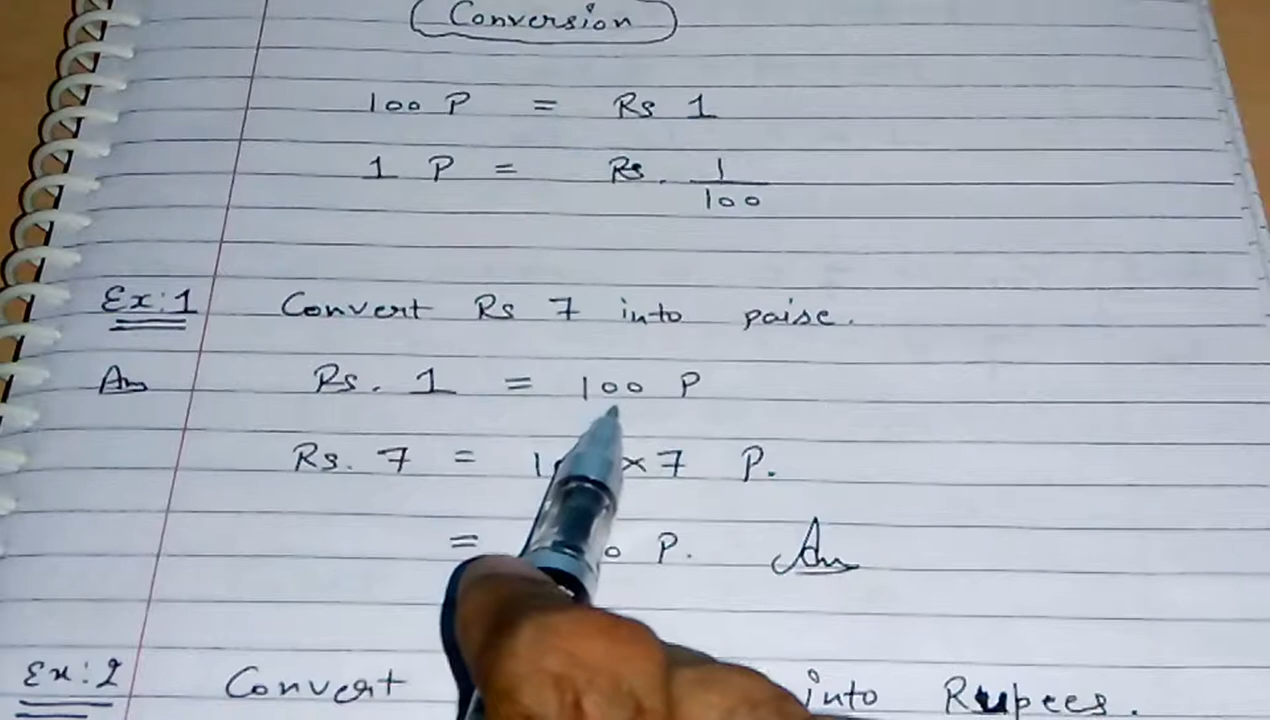 Conversion
100 P = Rs 1
1 P = Rs. 1/100
Ex:1 Convert Rs 7 into paise.
Ans Rs. 1 = 100 P
Rs. 7 = ×7 P.
= P. Ans
Ex:2 Convert into Rupees.